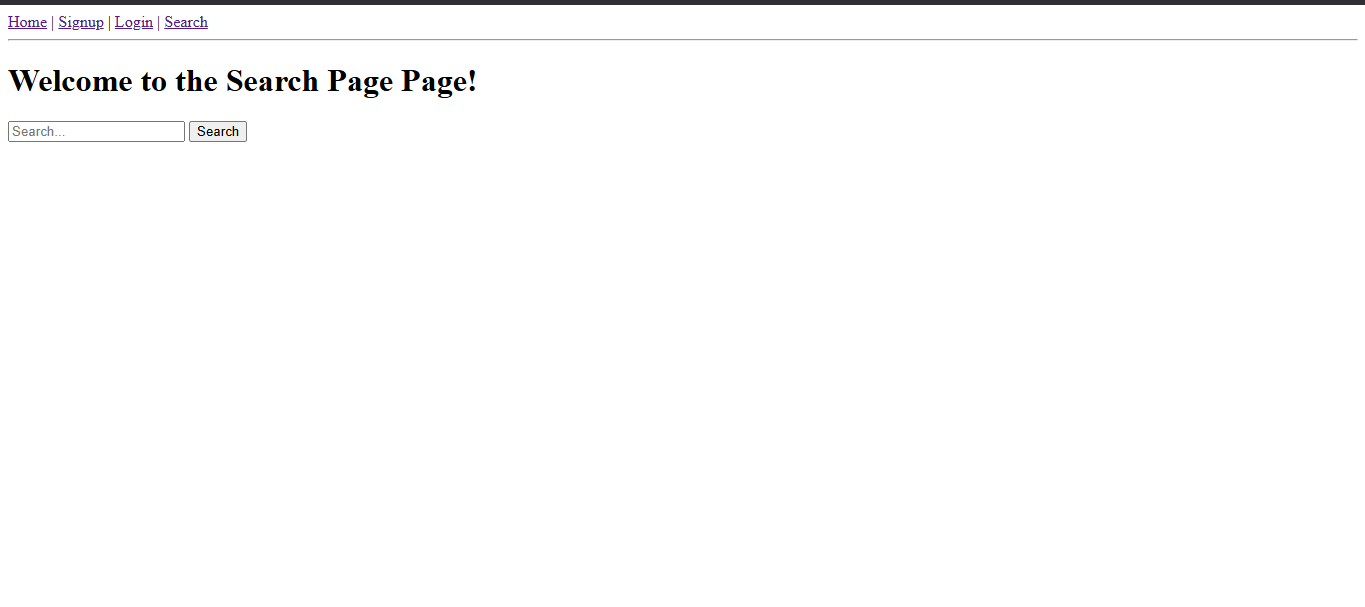 Home | Signup | Login | Search
Welcome to the Search Page Page!
Search... Search